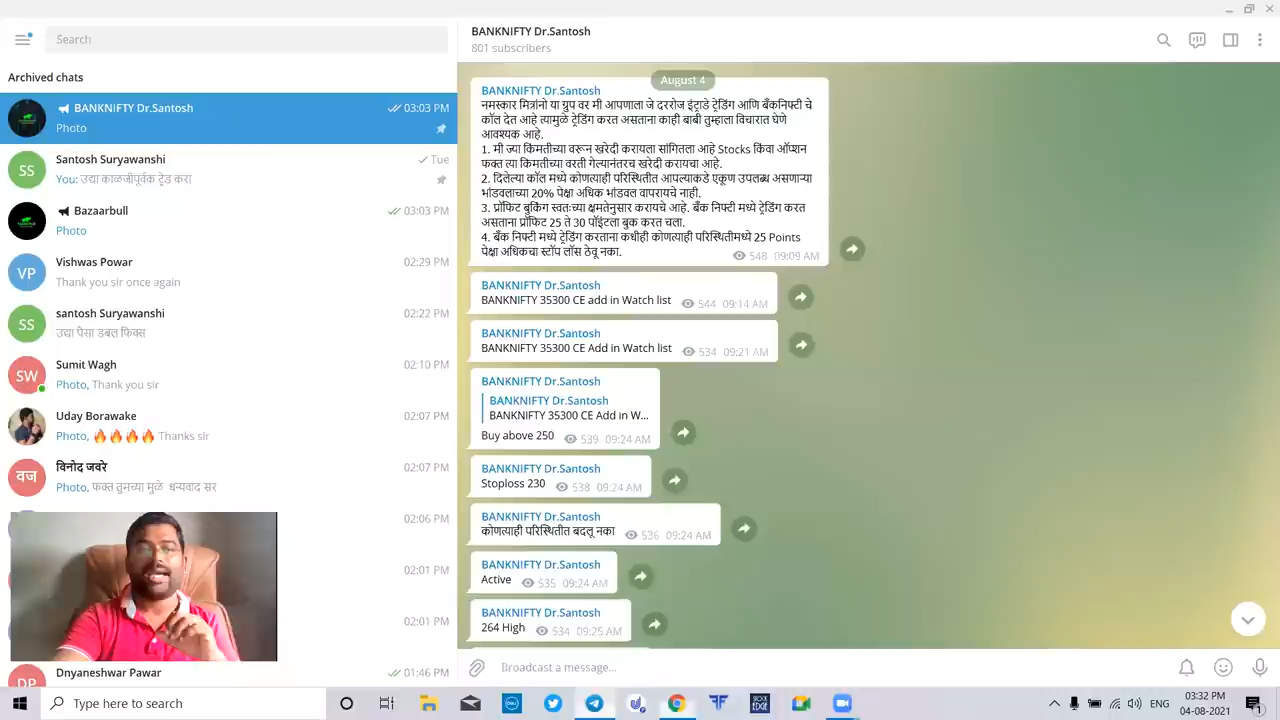 Search
Archived chats
BANKNIFTY Dr.Santosh
03:03 PM
Photo
SS
Santosh Suryawanshi
Tue
You: उद्या काळजीपूर्वक ट्रेड करा
Bazaarbull
03:03 PM
Photo
VP
Vishwas Powar
02:29 PM
Thank you sir once again
SS
santosh Suryawanshi
02:22 PM
उद्या पैसा डबल फिक्स
SW
Sumit Wagh
02:10 PM
Photo, Thank you sir
Uday Borawake
02:07 PM
Photo, 🔥🔥🔥🔥 Thanks sir
वज
विनोद जवरे
02:07 PM
Photo, फक्त तुमच्या मुळे धन्यवाद सर
02:06 PM
02:01 PM
02:01 PM
DP
Dnyaneshwar Pawar
01:46 PM
BANKNIFTY Dr.Santosh
801 subscribers
August 4
BANKNIFTY Dr.Santosh
नमस्कार मित्रांनो या ग्रुप वर मी आपणाला जे दररोज इंट्राडे ट्रेडिंग आणि बँकनिफ्टी चे
कॉल देत आहे त्यामुळे ट्रेडिंग करत असताना काही बाबी तुम्हाला विचारात घेणे
आवश्यक आहे.
1. मी ज्या किमतीच्या वरून खरेदी करायला सांगितला आहे Stocks किंवा ऑप्शन
फक्त त्या किमतीच्या वरती गेल्यानंतरच खरेदी करायचा आहे.
2. दिलेल्या कॉल मध्ये कोणत्याही परिस्थितीत आपल्याकडे एकूण उपलब्ध असणाऱ्या
भांडवलाच्या 20% पेक्षा अधिक भांडवल वापरायचे नाही.
3. प्रॉफिट बुकिंग स्वतःच्या क्षमतेनुसार करायचे आहे. बँक निफ्टी मध्ये ट्रेडिंग करत
असताना प्रॉफिट 25 ते 30 पॉइंटला बुक करत चला.
4. बँक निफ्टी मध्ये ट्रेडिंग करताना कधीही कोणत्याही परिस्थितीमध्ये 25 Points
पेक्षा अधिकचा स्टॉप लॉस ठेवू नका.
548 09:09 AM
BANKNIFTY Dr.Santosh
BANKNIFTY 35300 CE add in Watch list 544 09:14 AM
BANKNIFTY Dr.Santosh
BANKNIFTY 35300 CE Add in Watch list 534 09:21 AM
BANKNIFTY Dr.Santosh
BANKNIFTY Dr.Santosh
BANKNIFTY 35300 CE Add in W...
Buy above 250 539 09:24 AM
BANKNIFTY Dr.Santosh
Stoploss 230 538 09:24 AM
BANKNIFTY Dr.Santosh
कोणत्याही परिस्थितीत बदलू नका 536 09:24 AM
BANKNIFTY Dr.Santosh
Active 535 09:24 AM
BANKNIFTY Dr.Santosh
264 High 534 09:25 AM
Broadcast a message...
Type here to search
DELL
STOCK
EDGE
ENG
03:32 PM
04-08-2021